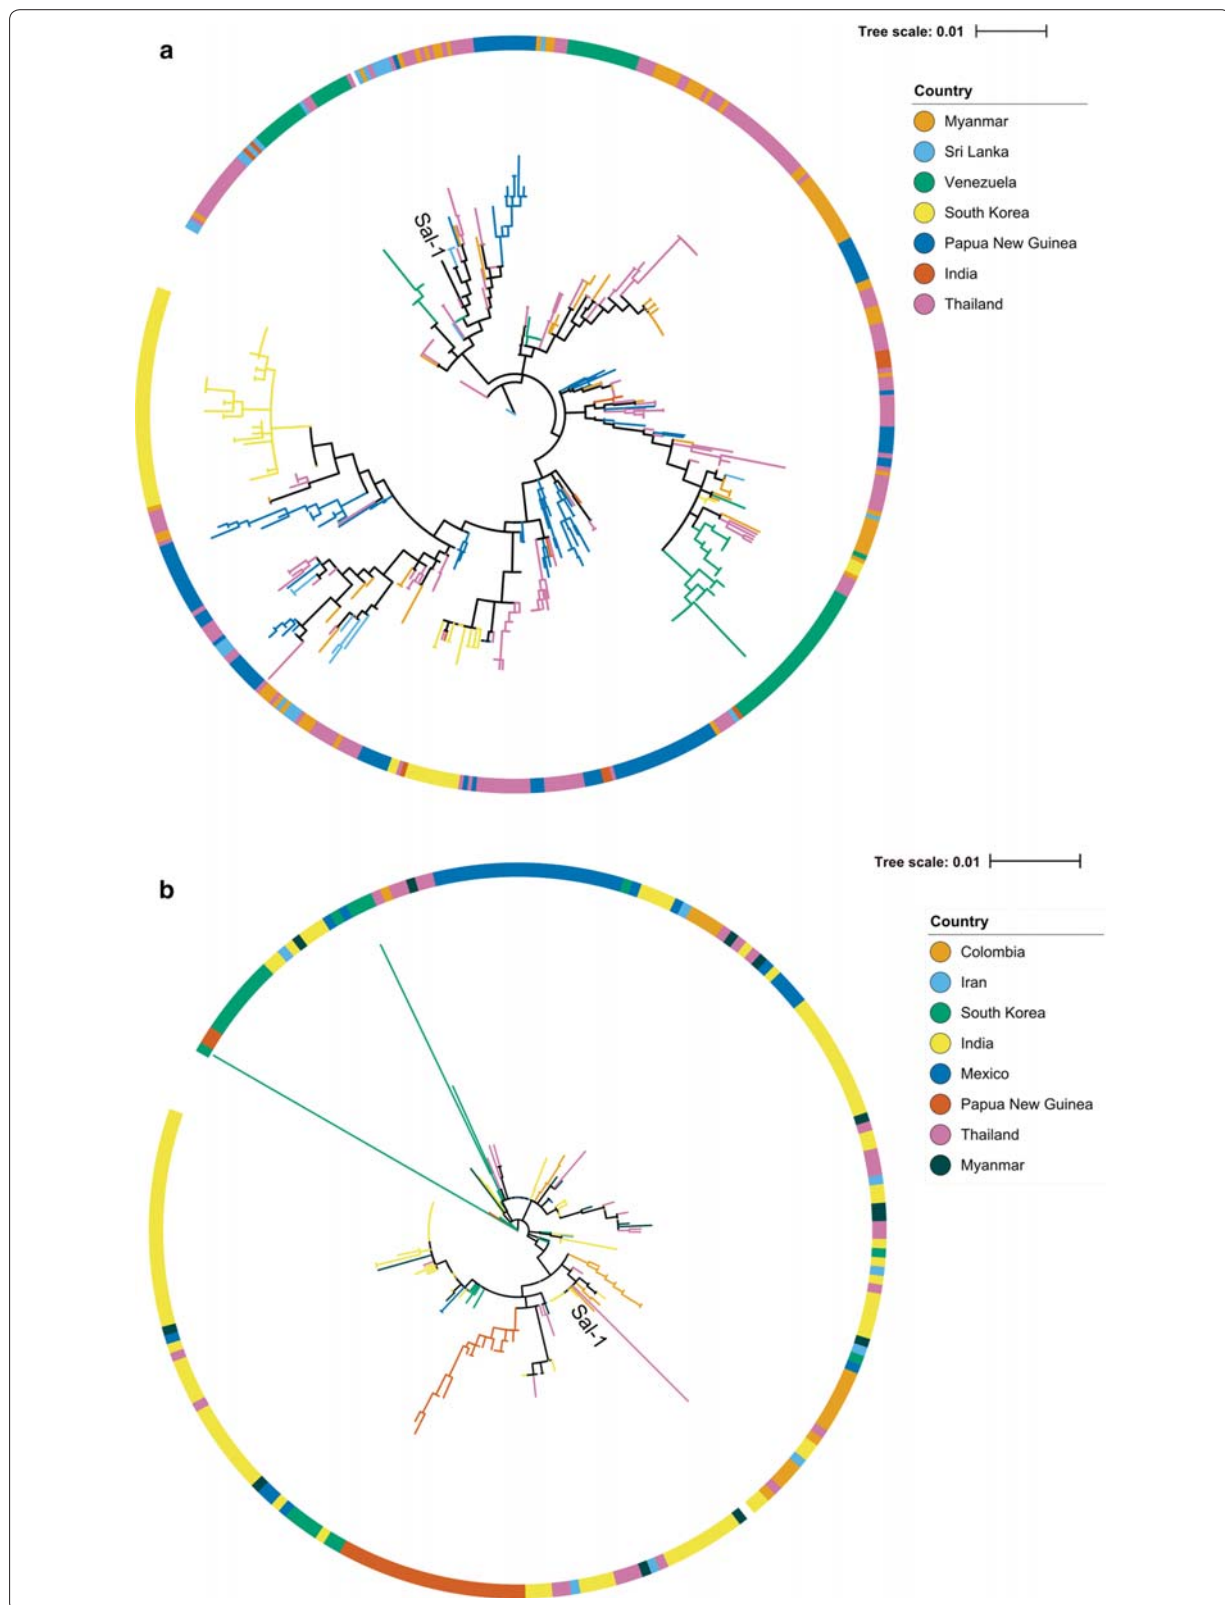 a
Tree scale: 0.01
Country
Myanmar
Sri Lanka
Venezuela
South Korea
Papua New Guinea
India
Thailand
Sal-1
b
Tree scale: 0.01
Country
Colombia
Iran
South Korea
India
Mexico
Papua New Guinea
Thailand
Myanmar
Sal-1